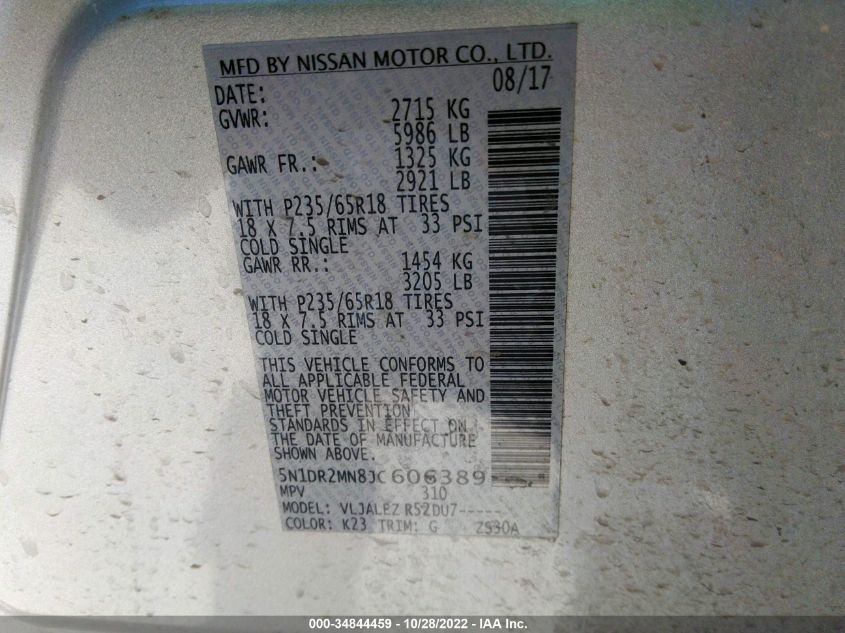 MFD BY NISSAN MOTOR CO., LTD.
DATE: 08/17
GVWR: 2715 KG
5986 LB
GAWR FR.: 1325 KG
2921 LB
WITH P235/65R18 TIRES
18 X 7.5 RIMS AT 33 PSI
COLD SINGLE
GAWR RR.: 1454 KG
3205 LB
WITH P235/65R18 TIRES
18 X 7.5 RIMS AT 33 PSI
COLD SINGLE
THIS VEHICLE CONFORMS TO
ALL APPLICABLE FEDERAL
MOTOR VEHICLE SAFETY AND
THEFT PREVENTION
STANDARDS IN EFFECT ON
THE DATE OF MANUFACTURE
SHOWN ABOVE.
5N1DR2MN8JC606389
MPV 310
MODEL: VLJALEZ R52DU7-----
COLOR: K23 TRIM: G ZS30A
000-34844459 - 10/28/2022 - IAA Inc.